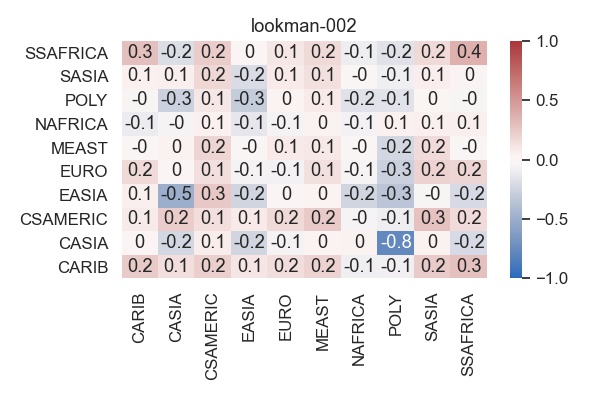 lookman-002
SSAFRICA 0.3 -0.2 0.2 0 0.1 0.2 -0.1 -0.2 0.2 0.4
SASIA 0.1 0.1 0.2 -0.2 0.1 0.1 -0 -0.1 0.1 0
POLY -0 -0.3 0.1 -0.3 0 0.1 -0.2 -0.1 0 -0
NAFRICA -0.1 -0 0.1 -0.1 -0.1 0 -0.1 0.1 0.1 0.1
MEAST -0 0 0.2 -0 0.1 0.1 -0 -0.2 0.2 -0
EURO 0.2 0 0.1 -0.1 -0.1 0.1 -0.1 -0.3 0.2 0.2
EASIA 0.1 -0.5 0.3 -0.2 0 0 -0.2 -0.3 -0 -0.2
CSAMERIC 0.1 0.2 0.1 0.1 0.2 0.2 -0 -0.1 0.3 0.2
CASIA 0 -0.2 0.1 -0.2 -0.1 0 0 -0.8 0 -0.2
CARIB 0.2 0.1 0.2 0.1 0.2 0.2 -0.1 -0.1 0.2 0.3
CARIB CASIA CSAMERIC EASIA EURO MEAST NAFRICA POLY SASIA SSAFRICA
1.0
0.5
0.0
−0.5
−1.0